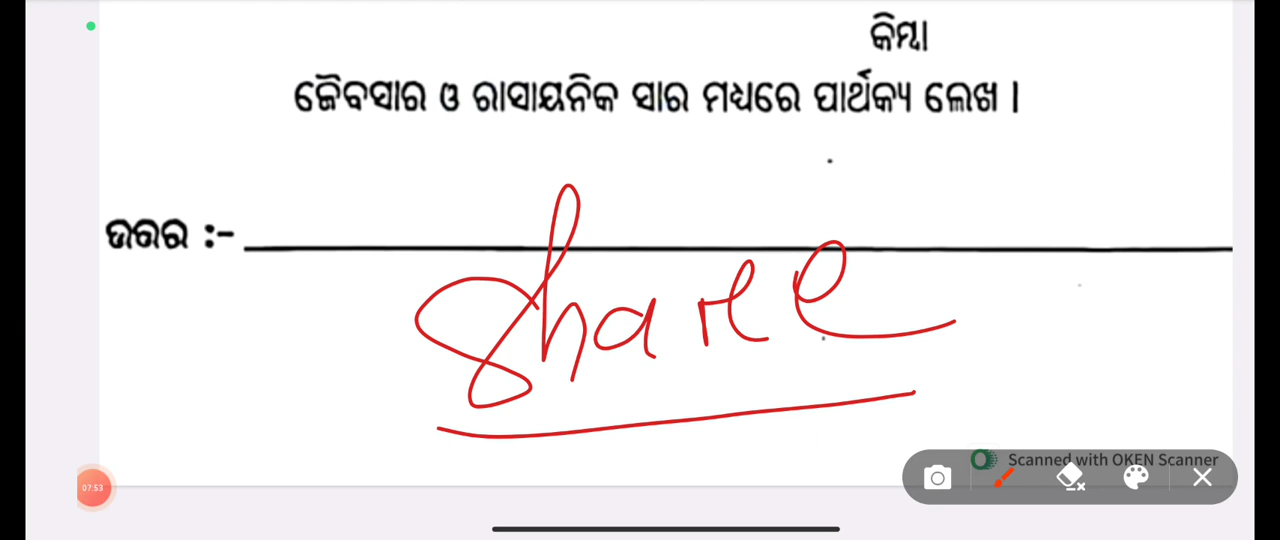 କିମ୍ବା
ଜୈବସାର ଓ ରାସାୟନିକ ସାର ମଧ୍ୟରେ ପାର୍ଥକ୍ୟ ଲେଖ ।
ଉତ୍ତର :-
Share
Scanned with OKEN Scanner
07:53